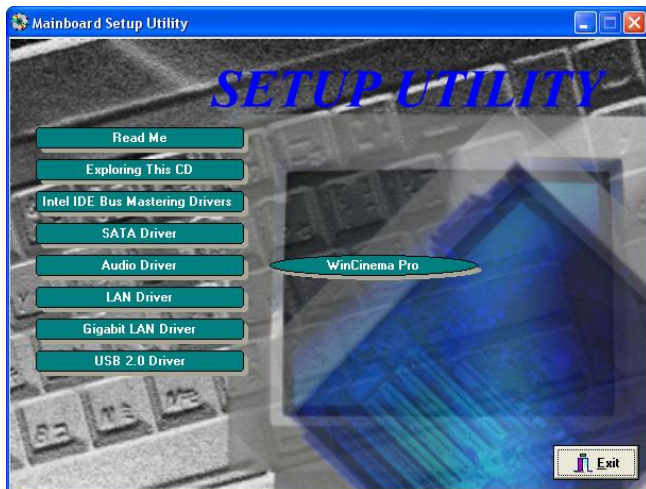 Mainboard Setup Utility
SETUP UTILITY
Read Me
Exploring This CD
Intel IDE Bus Mastering Drivers
SATA Driver
Audio Driver
WinCinema Pro
LAN Driver
Gigabit LAN Driver
USB 2.0 Driver
Exit